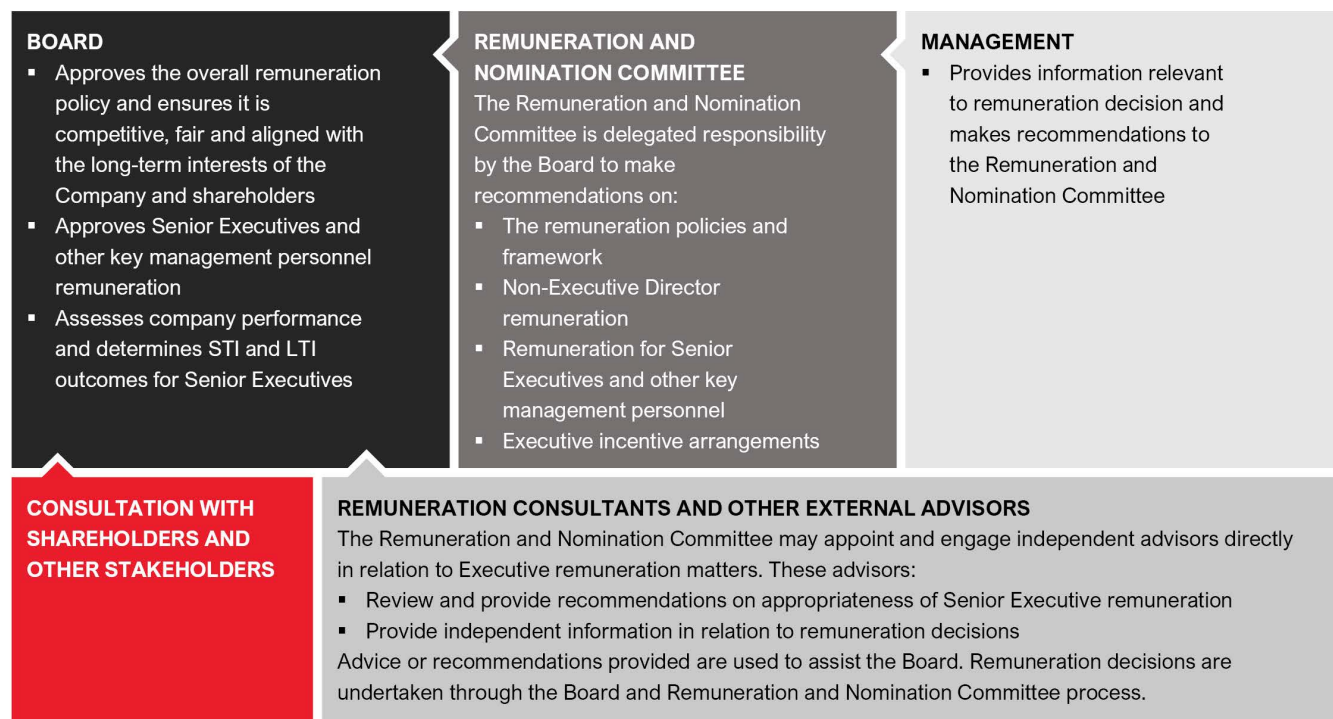 BOARD
▪ Approves the overall remuneration
policy and ensures it is
competitive, fair and aligned with
the long-term interests of the
Company and shareholders
▪ Approves Senior Executives and
other key management personnel
remuneration
▪ Assesses company performance
and determines STI and LTI
outcomes for Senior Executives
REMUNERATION AND
NOMINATION COMMITTEE
The Remuneration and Nomination
Committee is delegated responsibility
by the Board to make
recommendations on:
▪ The remuneration policies and
framework
▪ Non-Executive Director
remuneration
▪ Remuneration for Senior
Executives and other key
management personnel
▪ Executive incentive arrangements
MANAGEMENT
▪ Provides information relevant
to remuneration decision and
makes recommendations to
the Remuneration and
Nomination Committee
CONSULTATION WITH
SHAREHOLDERS AND
OTHER STAKEHOLDERS
REMUNERATION CONSULTANTS AND OTHER EXTERNAL ADVISORS
The Remuneration and Nomination Committee may appoint and engage independent advisors directly
in relation to Executive remuneration matters. These advisors:
▪ Review and provide recommendations on appropriateness of Senior Executive remuneration
▪ Provide independent information in relation to remuneration decisions
Advice or recommendations provided are used to assist the Board. Remuneration decisions are
undertaken through the Board and Remuneration and Nomination Committee process.